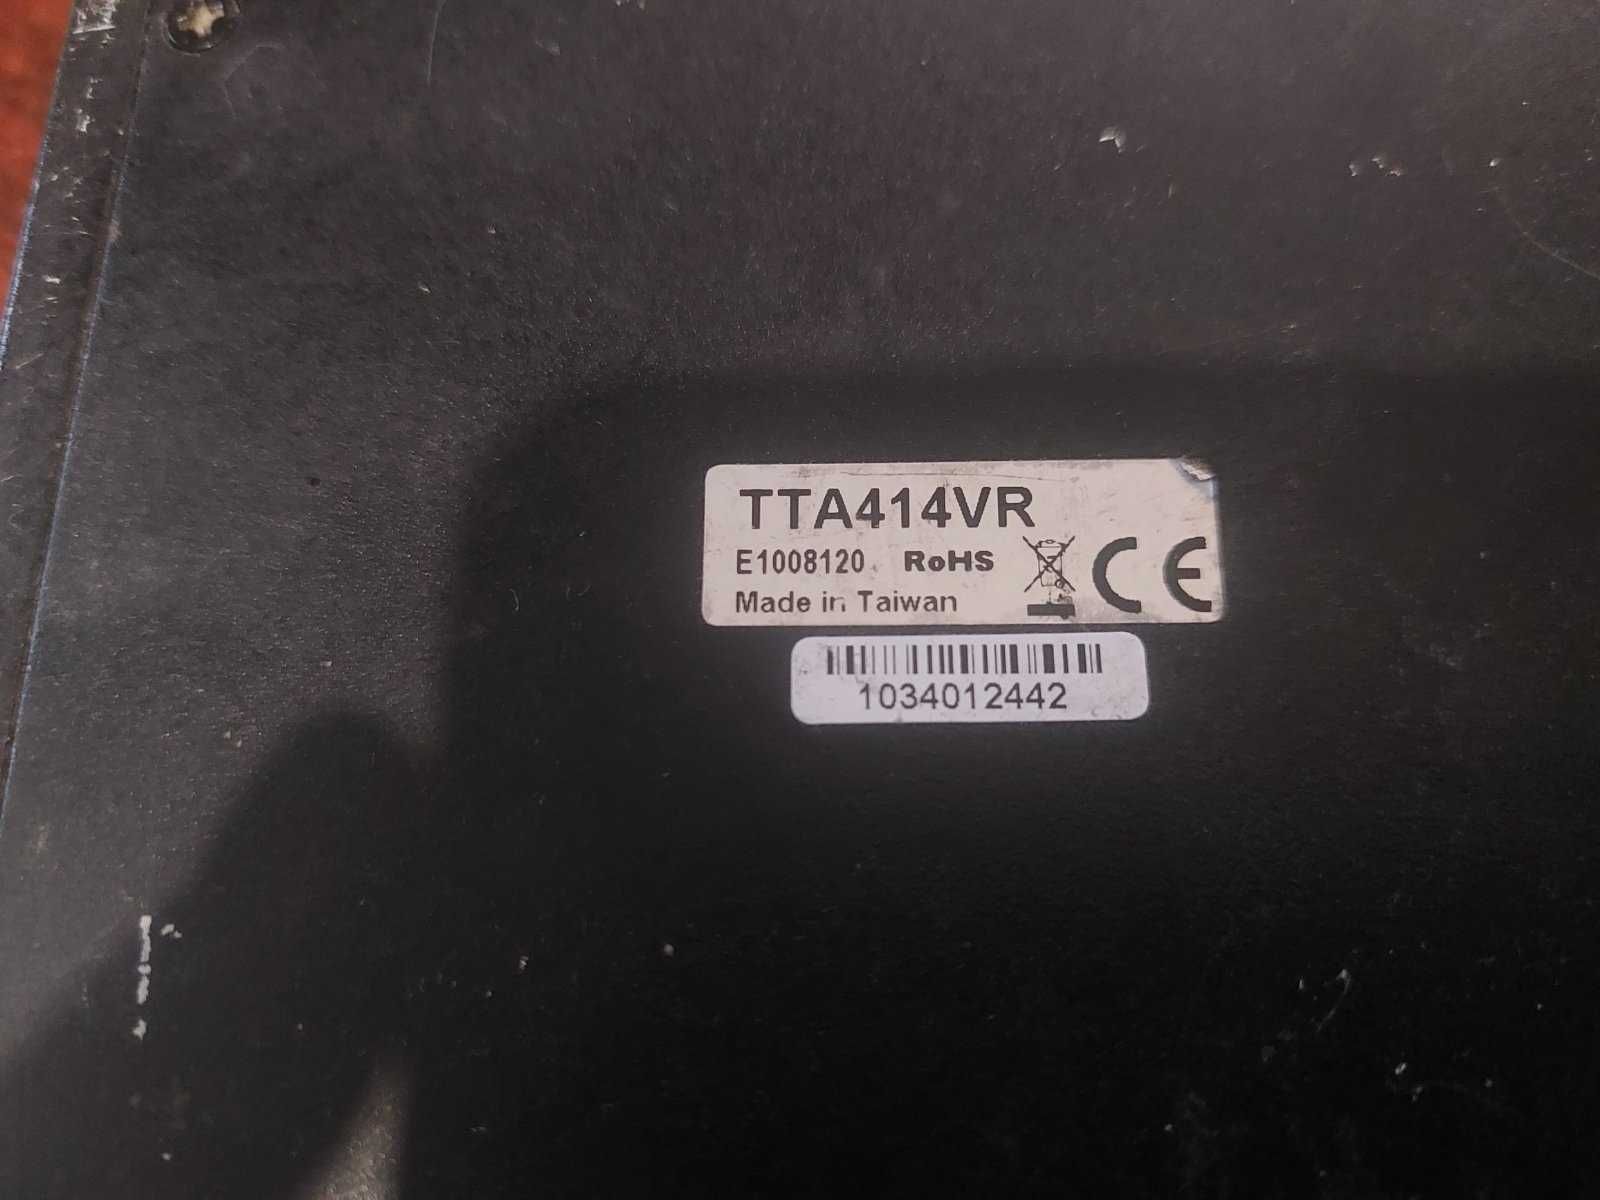 TTA414VR
E1008120 RoHS CE
Made in Taiwan
1034012442